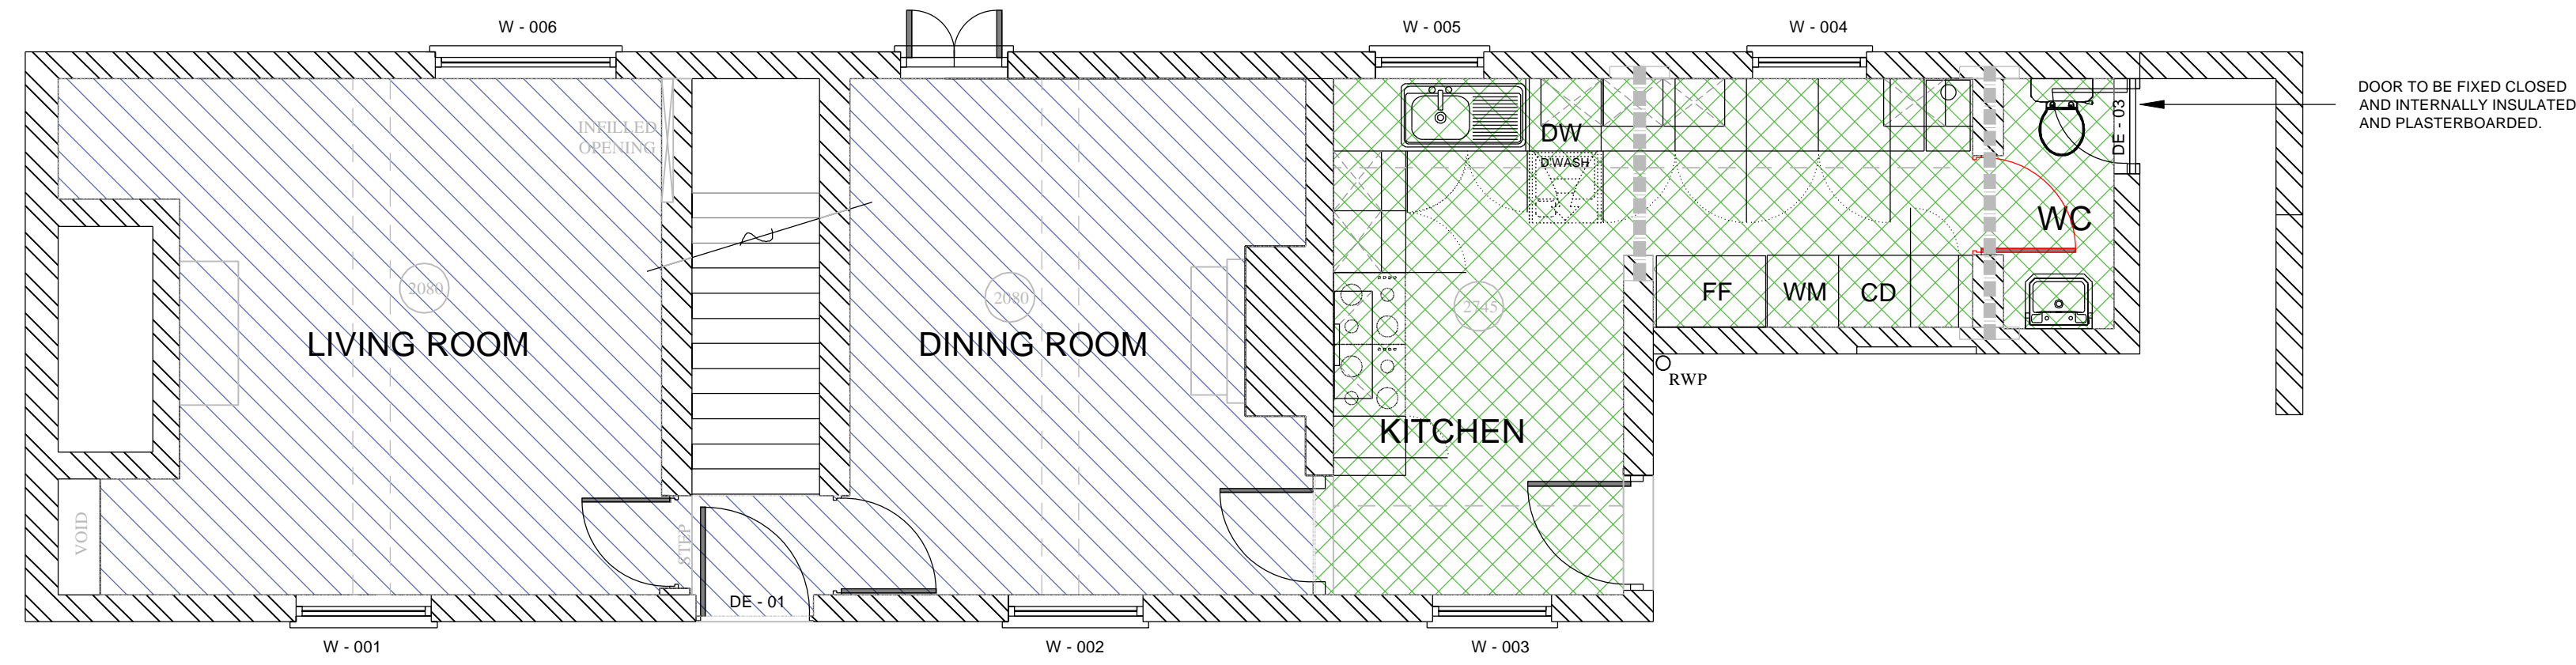 W - 006
W - 005
W - 004
DOOR TO BE FIXED CLOSED
AND INTERNALLY INSULATED
AND PLASTERBOARDED.
INFILLED
OPENING
DW
D'WASH
DE - 03
WC
2080
2080
2745
FF
WM
CD
LIVING ROOM
DINING ROOM
KITCHEN
RWP
VOID
STEP
DE - 01
W - 001
W - 002
W - 003